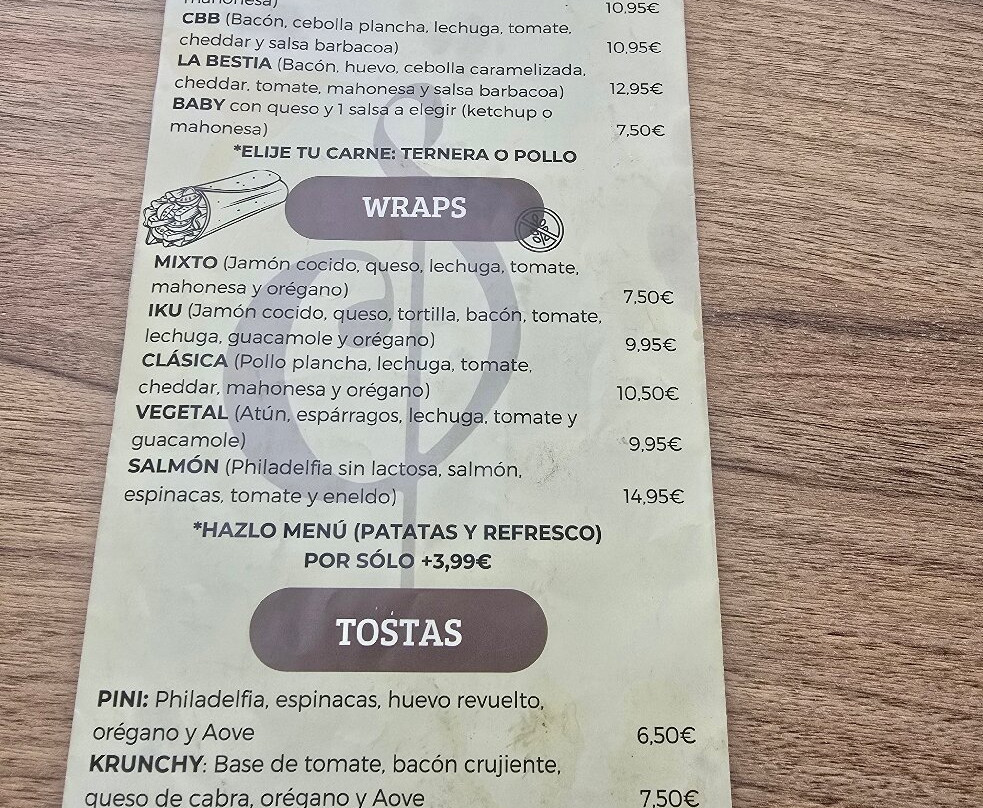 mahonesa)
10,95€
CBB (Bacón, cebolla plancha, lechuga, tomate,
cheddar y salsa barbacoa) 10,95€
LA BESTIA (Bacón, huevo, cebolla caramelizada,
cheddar, tomate, mahonesa y salsa barbacoa) 12,95€
BABY con queso y 1 salsa a elegir (ketchup o
mahonesa) 7,50€
*ELIJE TU CARNE: TERNERA O POLLO
WRAPS
MIXTO (Jamón cocido, queso, lechuga, tomate,
mahonesa y orégano) 7,50€
IKU (Jamón cocido, queso, tortilla, bacón, tomate,
lechuga, guacamole y orégano) 9,95€
CLÁSICA (Pollo plancha, lechuga, tomate,
cheddar, mahonesa y orégano) 10,50€
VEGETAL (Atún, espárragos, lechuga, tomate y
guacamole) 9,95€
SALMÓN (Philadelfia sin lactosa, salmón,
espinacas, tomate y eneldo) 14,95€
*HAZLO MENÚ (PATATAS Y REFRESCO)
POR SÓLO +3,99€
TOSTAS
PINI: Philadelfia, espinacas, huevo revuelto,
orégano y Aove 6,50€
KRUNCHY: Base de tomate, bacón crujiente,
queso de cabra, orégano y Aove 7,50€